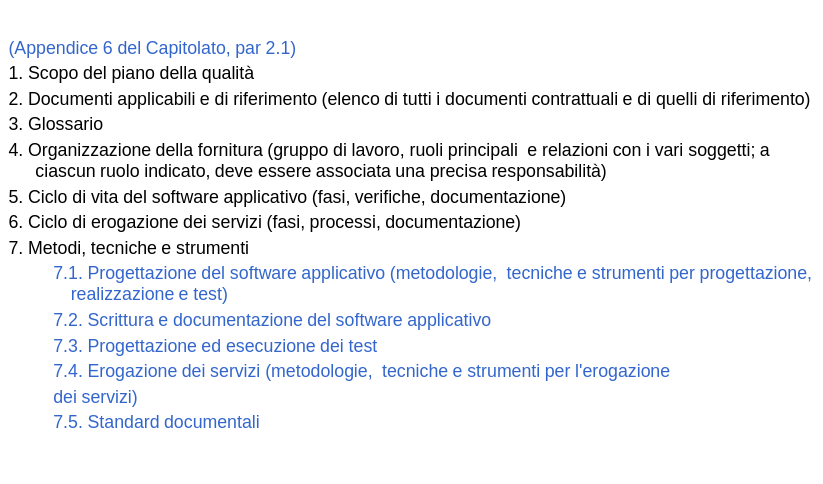 (Appendice 6 del Capitolato, par 2.1)
1. Scopo del piano della qualità
2. Documenti applicabili e di riferimento (elenco di tutti i documenti contrattuali e di quelli di riferimento)
3. Glossario
4. Organizzazione della fornitura (gruppo di lavoro, ruoli principali  e relazioni con i vari soggetti; a
ciascun ruolo indicato, deve essere associata una precisa responsabilità)
5. Ciclo di vita del software applicativo (fasi, verifiche, documentazione)
6. Ciclo di erogazione dei servizi (fasi, processi, documentazione)
7. Metodi, tecniche e strumenti
7.1. Progettazione del software applicativo (metodologie,  tecniche e strumenti per progettazione,
realizzazione e test)
7.2. Scrittura e documentazione del software applicativo
7.3. Progettazione ed esecuzione dei test
7.4. Erogazione dei servizi (metodologie,  tecniche e strumenti per l'erogazione
dei servizi)
7.5. Standard documentali